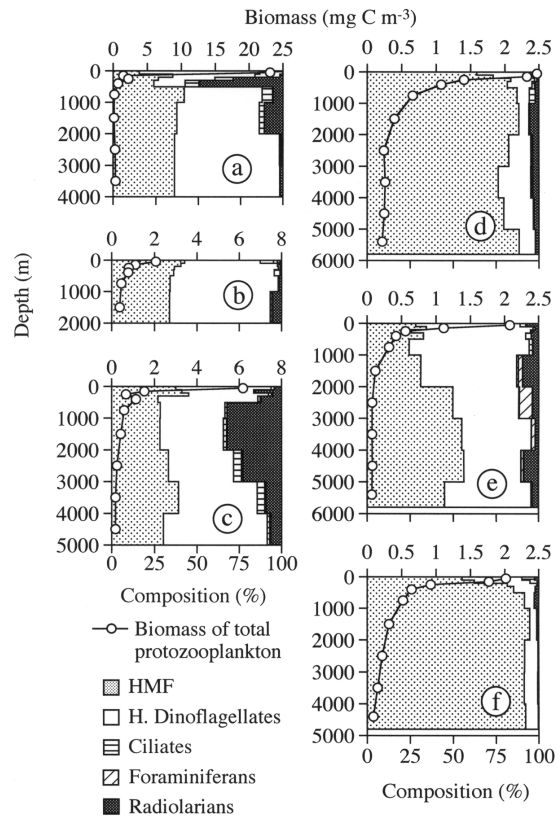 Biomass (mg C m-3)
0 5 10 15 20 25
0
1000
2000
3000
4000
a
0 2 4 6 8
0
1000
2000
b
0 2 4 6 8
0
1000
2000
3000
4000
5000
c
0 25 50 75 100
Composition (%)
Depth (m)
0 0.5 1 1.5 2 2.5
0
1000
2000
3000
4000
5000
6000
d
0 0.5 1 1.5 2 2.5
0
1000
2000
3000
4000
5000
6000
e
0 0.5 1 1.5 2 2.5
0
1000
2000
3000
4000
5000
f
0 25 50 75 100
Composition (%)
Biomass of total
protozooplankton
HMF
H. Dinoflagellates
Ciliates
Foraminiferans
Radiolarians